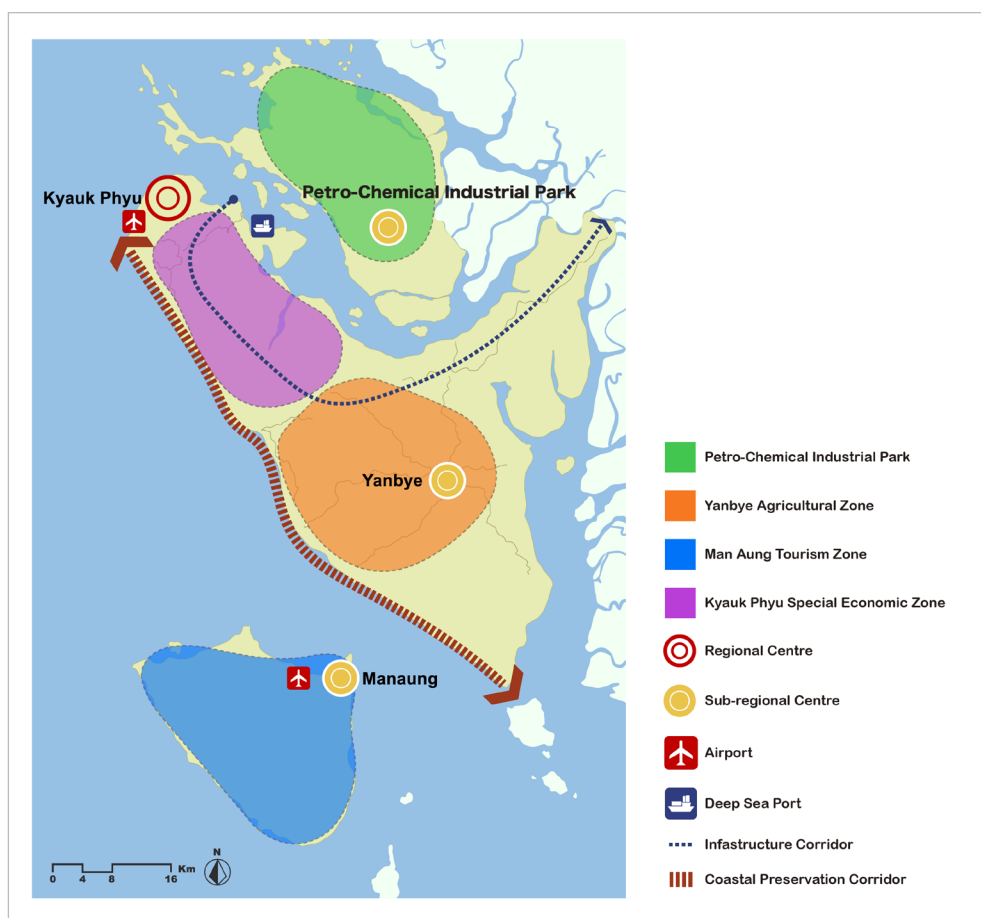 Petro-Chemical Industrial Park
Kyauk Phyu
Yanbye
Manaung
N
Km
0 4 8 16
Petro-Chemical Industrial Park
Yanbye Agricultural Zone
Man Aung Tourism Zone
Kyauk Phyu Special Economic Zone
Regional Centre
Sub-regional Centre
Airport
Deep Sea Port
Infastructure Corridor
Coastal Preservation Corridor